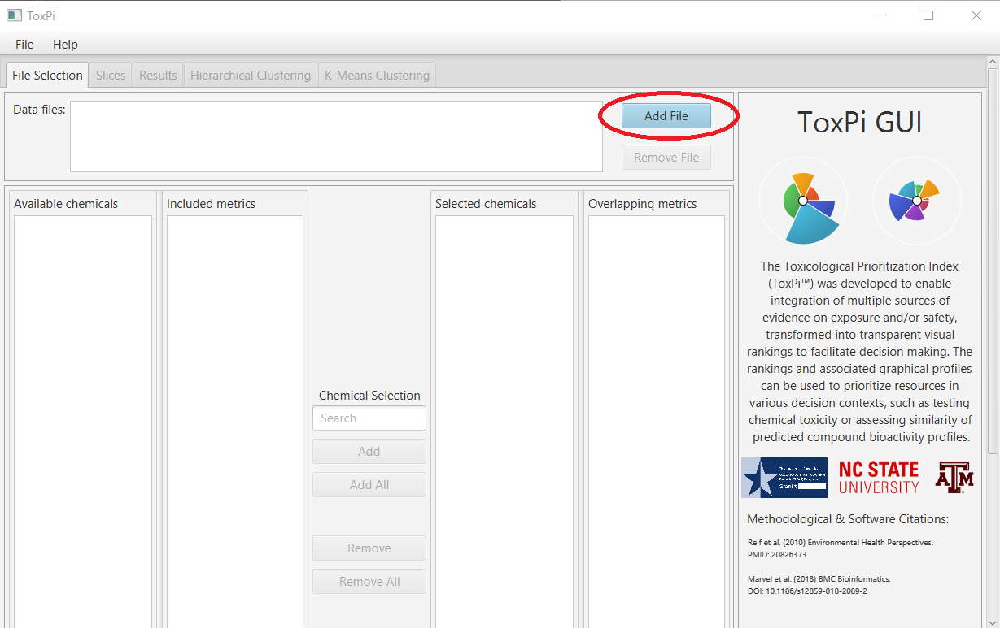 ToxPi
File Help
File Selection Slices Results Hierarchical Clustering K-Means Clustering
Data files:
Add File
Remove File
Available chemicals
Included metrics
Chemical Selection
Search
Add
Add All
Remove
Remove All
Selected chemicals
Overlapping metrics
ToxPi GUI
The Toxicological Prioritization Index
(ToxPi™) was developed to enable
integration of multiple sources of
evidence on exposure and/or safety,
transformed into transparent visual
rankings to facilitate decision making. The
rankings and associated graphical profiles
can be used to prioritize resources in
various decision contexts, such as testing
chemical toxicity or assessing similarity of
predicted compound bioactivity profiles.
Grant #
NC STATE
UNIVERSITY
ATM
Methodological & Software Citations:
Reif et al. (2010) Environmental Health Perspectives.
PMID: 20826373
Marvel et al. (2018) BMC Bioinformatics.
DOI: 10.1186/s12859-018-2089-2